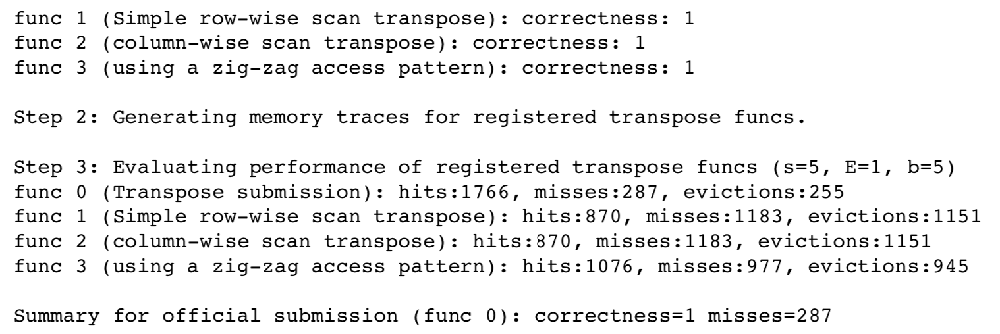 func 1 (Simple row-wise scan transpose): correctness: 1
func 2 (column-wise scan transpose): correctness: 1
func 3 (using a zig-zag access pattern): correctness: 1
Step 2: Generating memory traces for registered transpose funcs.
Step 3: Evaluating performance of registered transpose funcs (s=5, E=1, b=5)
func 0 (Transpose submission): hits:1766, misses:287, evictions:255
func 1 (Simple row-wise scan transpose): hits:870, misses:1183, evictions:1151
func 2 (column-wise scan transpose): hits:870, misses:1183, evictions:1151
func 3 (using a zig-zag access pattern): hits:1076, misses:977, evictions:945
Summary for official submission (func 0): correctness=1 misses=287